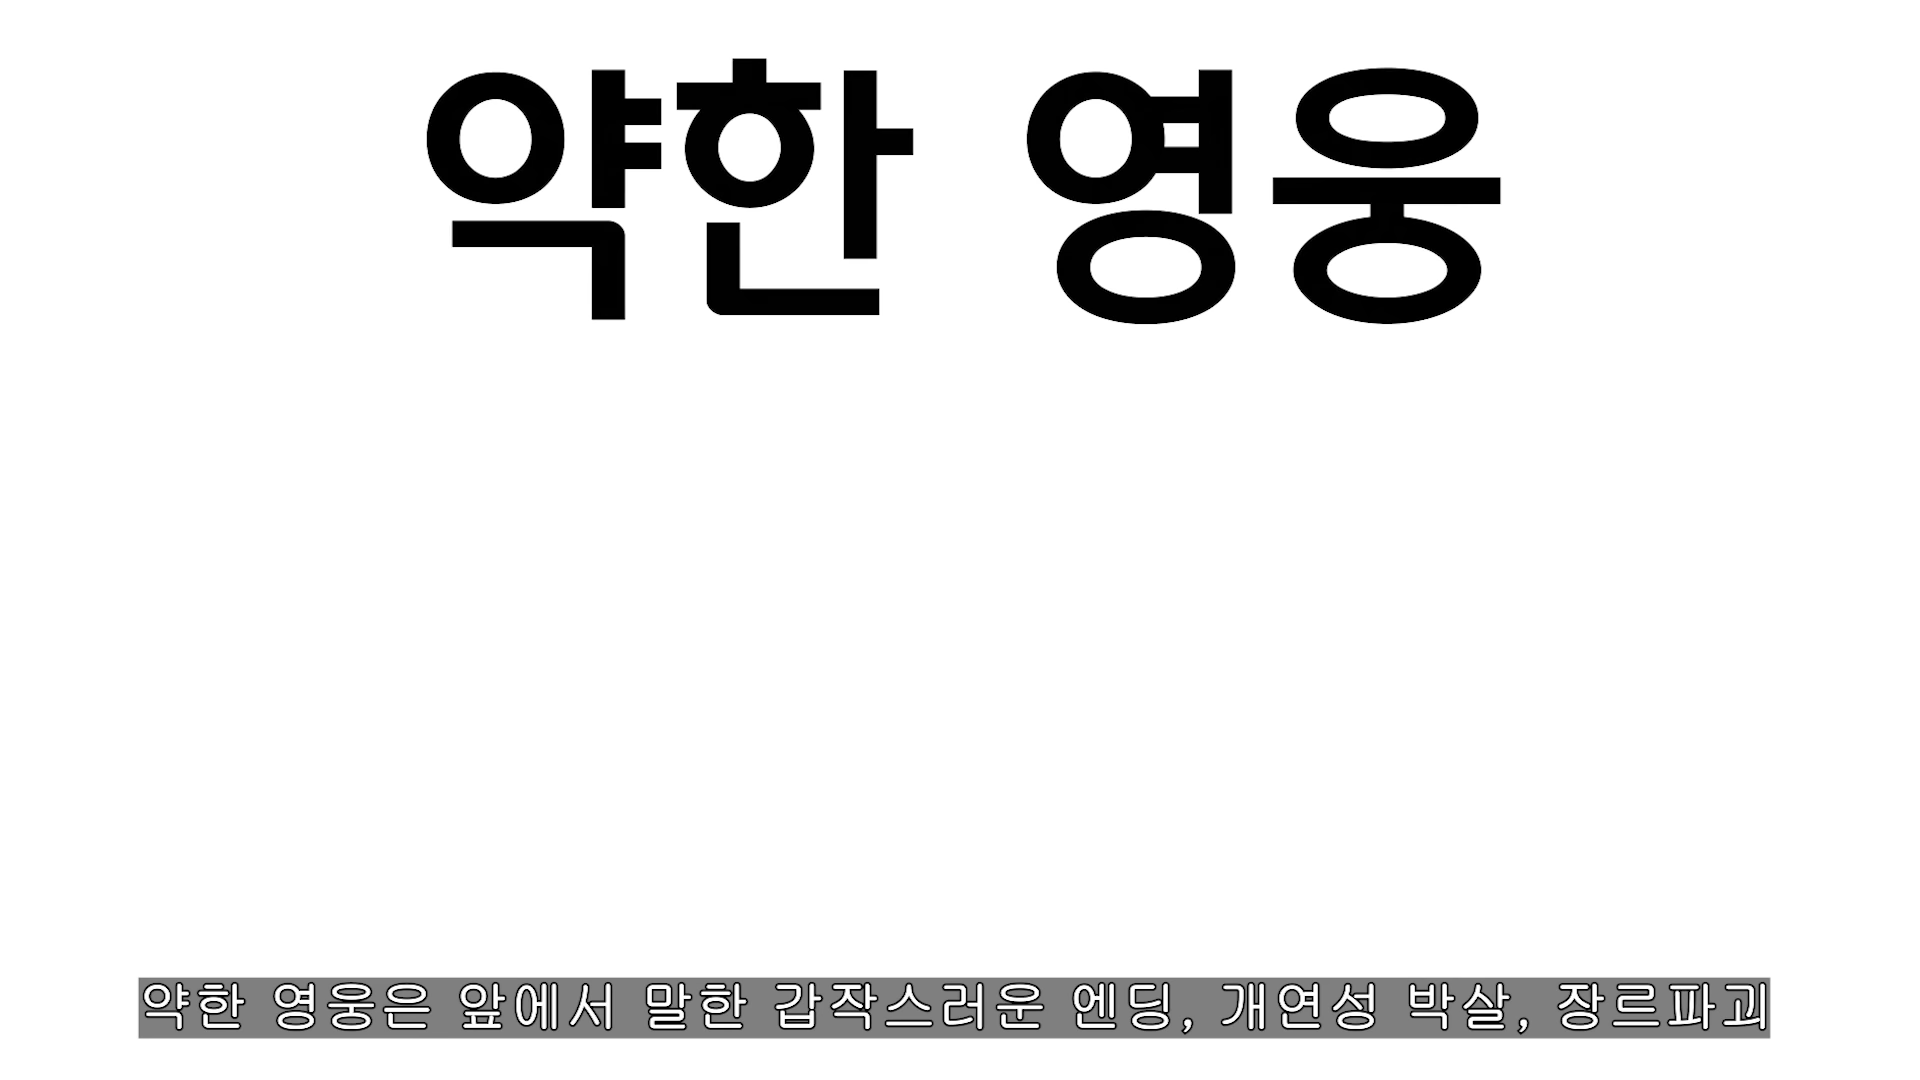 약한 영웅
약한 영웅은 앞에서 말한 갑작스러운 엔딩, 개연성 박살, 장르파괴